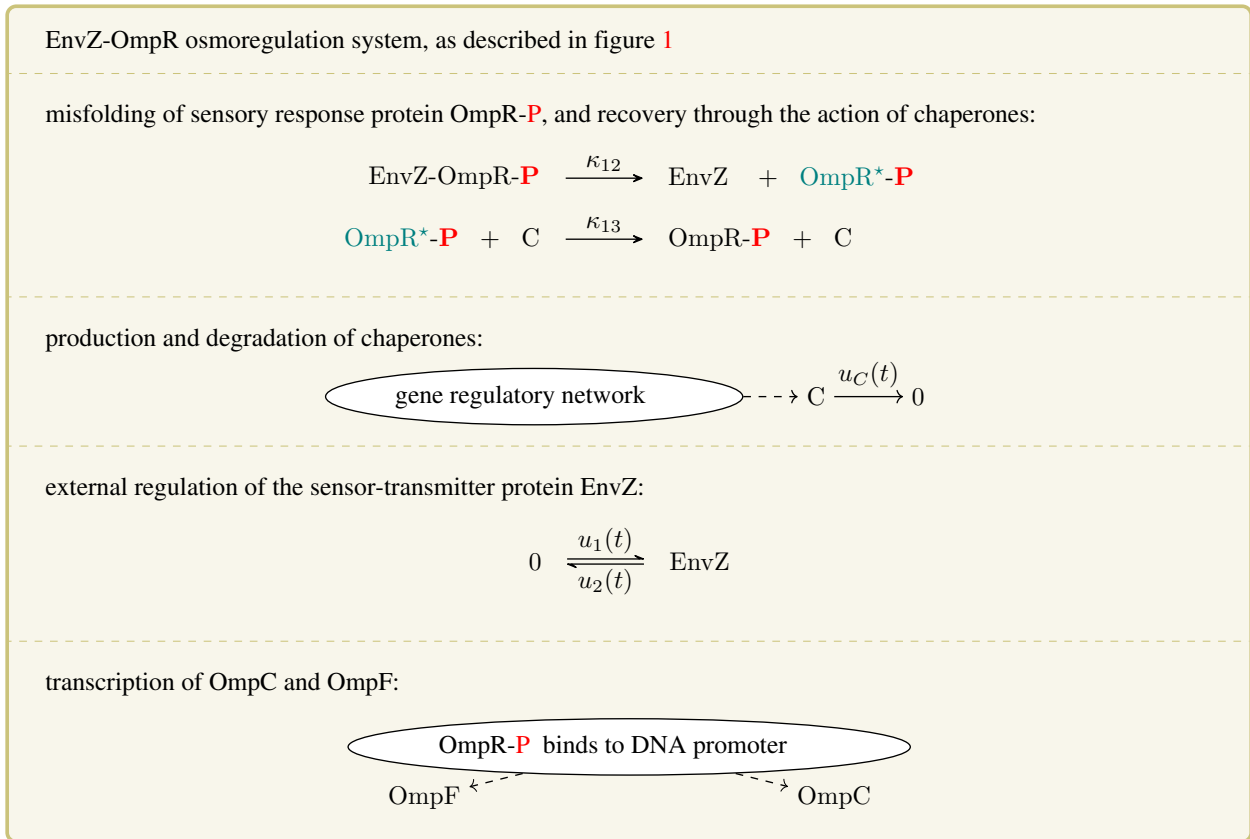 EnvZ-OmpR osmoregulation system, as described in figure 1
misfolding of sensory response protein OmpR-P, and recovery through the action of chaperones:
EnvZ-OmpR-P κ₁₂ EnvZ + OmpR⋆-P
OmpR⋆-P + C κ₁₃ OmpR-P + C
production and degradation of chaperones:
gene regulatory network C u_C(t) 0
external regulation of the sensor-transmitter protein EnvZ:
0 u₁(t) u₂(t) EnvZ
transcription of OmpC and OmpF:
OmpR-P binds to DNA promoter
OmpF OmpC